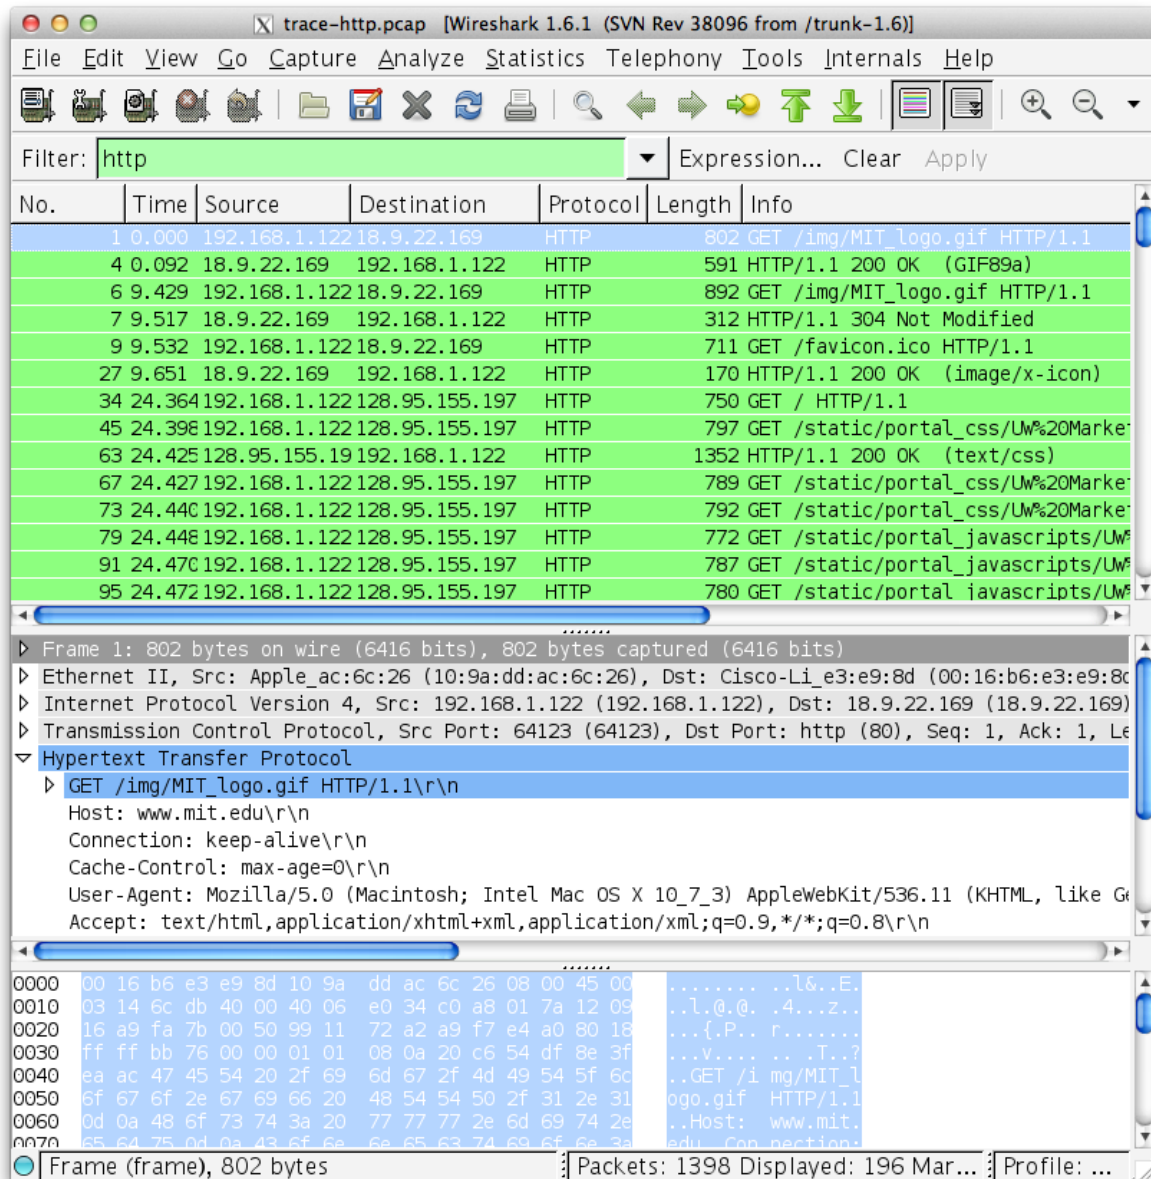 trace-http.pcap [Wireshark 1.6.1 (SVN Rev 38096 from /trunk-1.6)]
File Edit View Go Capture Analyze Statistics Telephony Tools Internals Help
Filter: http Expression... Clear Apply
No. Time Source Destination Protocol Length Info
1 0.000 192.168.1.122 18.9.22.169 HTTP 802 GET /img/MIT_logo.gif HTTP/1.1
4 0.092 18.9.22.169 192.168.1.122 HTTP 591 HTTP/1.1 200 OK (GIF89a)
6 9.429 192.168.1.122 18.9.22.169 HTTP 892 GET /img/MIT_logo.gif HTTP/1.1
7 9.517 18.9.22.169 192.168.1.122 HTTP 312 HTTP/1.1 304 Not Modified
9 9.532 192.168.1.122 18.9.22.169 HTTP 711 GET /favicon.ico HTTP/1.1
27 9.651 18.9.22.169 192.168.1.122 HTTP 170 HTTP/1.1 200 OK (image/x-icon)
34 24.364 192.168.1.122 128.95.155.197 HTTP 750 GET / HTTP/1.1
45 24.398 192.168.1.122 128.95.155.197 HTTP 797 GET /static/portal_css/Uw%20Market
63 24.425 128.95.155.19 192.168.1.122 HTTP 1352 HTTP/1.1 200 OK (text/css)
67 24.427 192.168.1.122 128.95.155.197 HTTP 789 GET /static/portal_css/Uw%20Market
73 24.440 192.168.1.122 128.95.155.197 HTTP 792 GET /static/portal_css/Uw%20Market
79 24.448 192.168.1.122 128.95.155.197 HTTP 772 GET /static/portal_javascripts/Uw%
91 24.470 192.168.1.122 128.95.155.197 HTTP 787 GET /static/portal_javascripts/Uw%
95 24.472 192.168.1.122 128.95.155.197 HTTP 780 GET /static/portal_javascripts/Uw%
Frame 1: 802 bytes on wire (6416 bits), 802 bytes captured (6416 bits)
Ethernet II, Src: Apple_ac:6c:26 (10:9a:dd:ac:6c:26), Dst: Cisco-Li_e3:e9:8d (00:16:b6:e3:e9:8d
Internet Protocol Version 4, Src: 192.168.1.122 (192.168.1.122), Dst: 18.9.22.169 (18.9.22.169)
Transmission Control Protocol, Src Port: 64123 (64123), Dst Port: http (80), Seq: 1, Ack: 1, Le
Hypertext Transfer Protocol
GET /img/MIT_logo.gif HTTP/1.1\r\n
Host: www.mit.edu\r\n
Connection: keep-alive\r\n
Cache-Control: max-age=0\r\n
User-Agent: Mozilla/5.0 (Macintosh; Intel Mac OS X 10_7_3) AppleWebKit/536.11 (KHTML, like Ge
Accept: text/html,application/xhtml+xml,application/xml;q=0.9,*/*;q=0.8\r\n
0000 00 16 b6 e3 e9 8d 10 9a dd ac 6c 26 08 00 45 00 ........ ..l&..E.
0010 03 14 6c db 40 00 40 06 e0 34 c0 a8 01 7a 12 09 ..l.@.@. .4...z..
0020 16 a9 fa 7b 00 50 99 11 72 a2 a9 f7 e4 a0 80 18 ...{.P.. r.......
0030 ff ff bb 76 00 00 01 01 08 0a 20 c6 54 df 8e 3f ...v.... .. .T..?
0040 ea ac 47 45 54 20 2f 69 6d 67 2f 4d 49 54 5f 6c ..GET /i mg/MIT_l
0050 6f 67 6f 2e 67 69 66 20 48 54 54 50 2f 31 2e 31 ogo.gif HTTP/1.1
0060 0d 0a 48 6f 73 74 3a 20 77 77 77 2e 6d 69 74 2e ..Host: www.mit.
0070 65 64 75 0d 0a 43 6f 6e 6e 65 63 74 69 6f 6e 3a edu..Con nection:
Frame (frame), 802 bytes Packets: 1398 Displayed: 196 Mar... Profile: ...